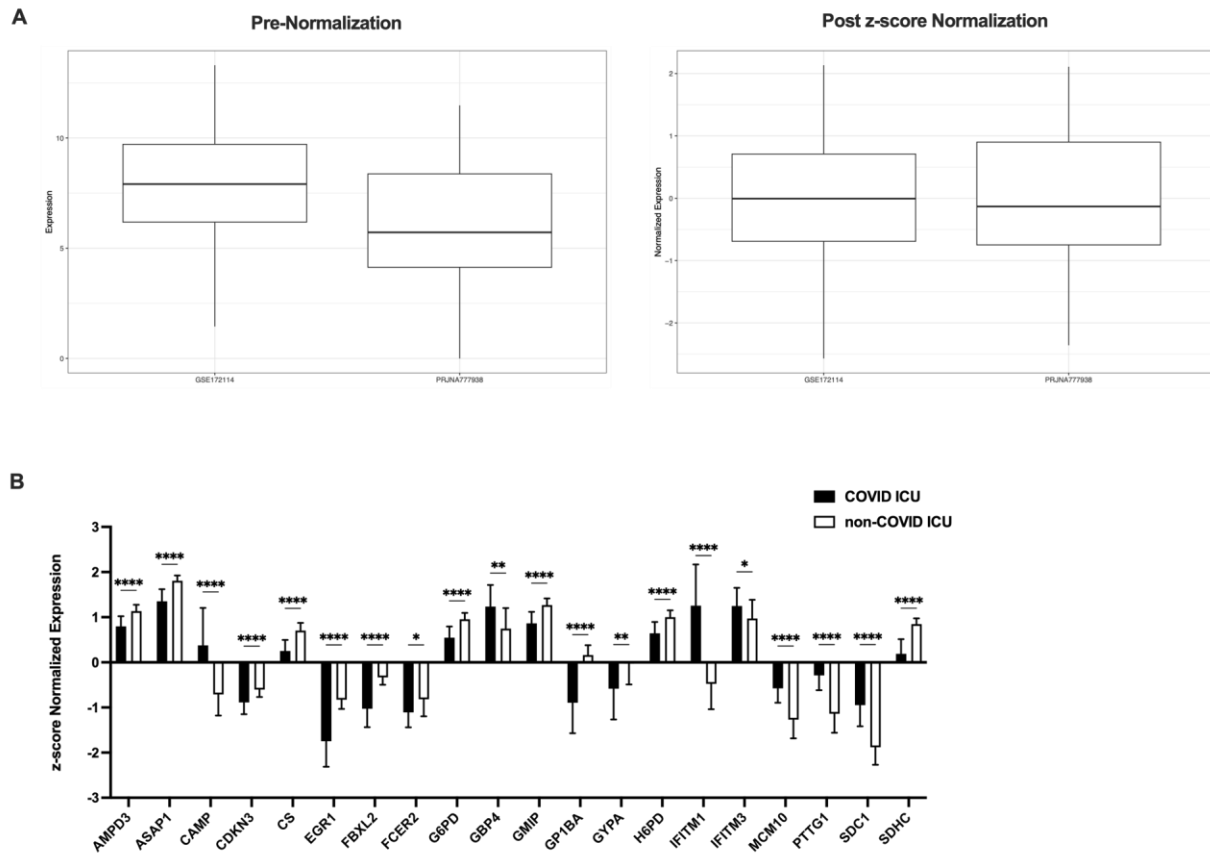 A
Pre-Normalization
Post z-score Normalization
10
5
0
Expression
GSE172114
PRJNA777938
2
1
0
−1
−2
Normalized Expression
GSE172114
PRJNA777938
B
COVID ICU
non-COVID ICU
z-score Normalized Expression
3
2
1
0
-1
-2
-3
**** **** **** **** **** **** **** * **** ** **** **** ** **** **** * **** **** **** ****
AMPD3
ASAP1
CAMP
CDKN3
CS
EGR1
FBXL2
FCER2
G6PD
GBP4
GMIP
GP1BA
GYPA
H6PD
IFITM1
IFITM3
MCM10
PTTG1
SDC1
SDHC